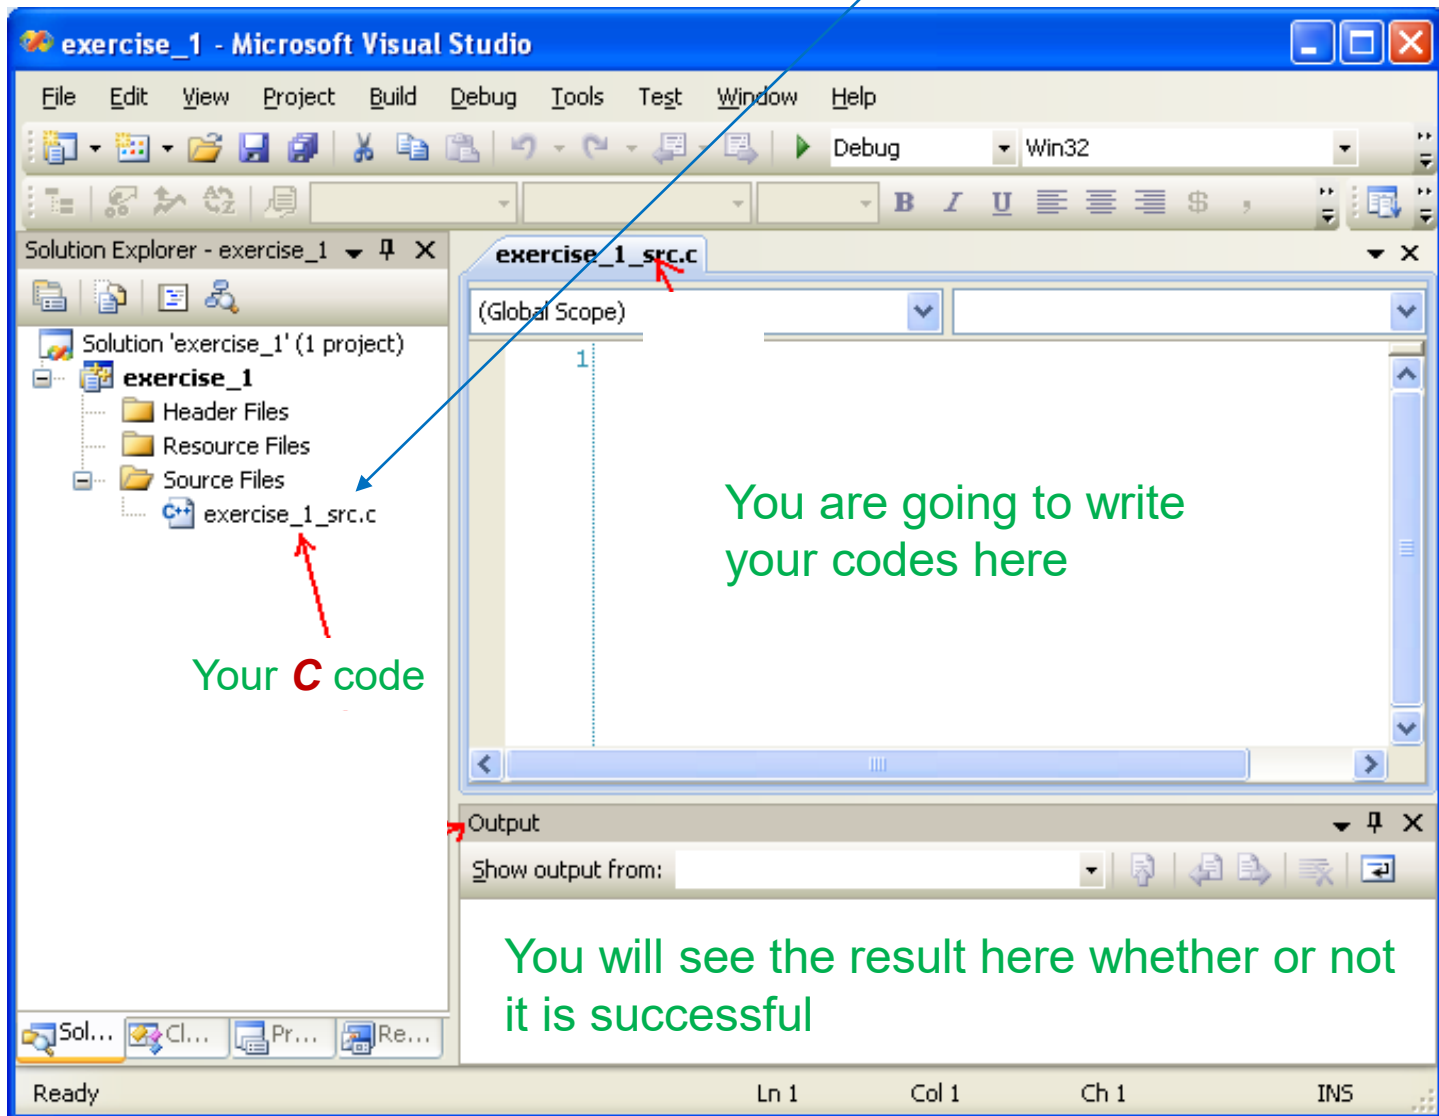 exercise_1 - Microsoft Visual Studio
File Edit View Project Build Debug Tools Test Window Help
Debug Win32
B I U $ ,
Solution Explorer - exercise_1
exercise_1_src.c
(Global Scope)
Solution 'exercise_1' (1 project)
exercise_1
Header Files
Resource Files
Source Files
exercise_1_src.c
1
You are going to write
your codes here
Your C code
Output
Show output from:
You will see the result here whether or not
it is successful
Sol... Cl... Pr... Re...
Ready Ln 1 Col 1 Ch 1 INS